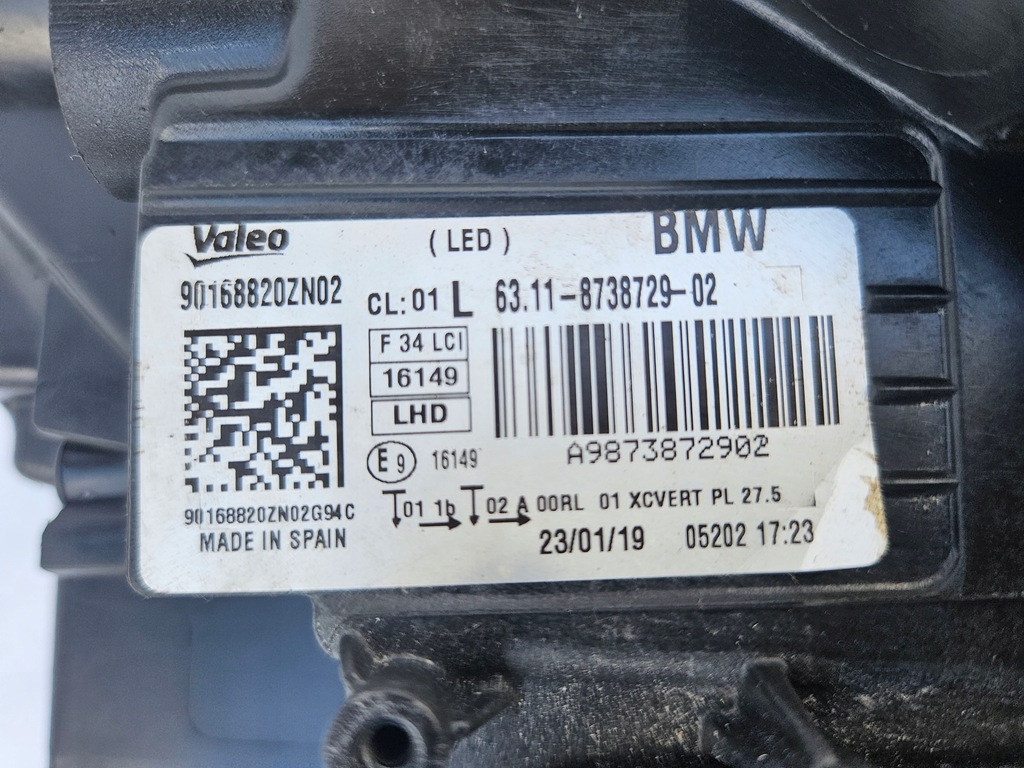 Valeo (LED) BMW
90168820ZN02 CL: 01 L 63.11-8738729-02
F 34 LCI
16149
LHD
A9873872902
E9 16149
90168820ZN02G94C 01 1b 02 A 00RL 01 XCVERT PL 27.5
MADE IN SPAIN 23/01/19 05202 17:23